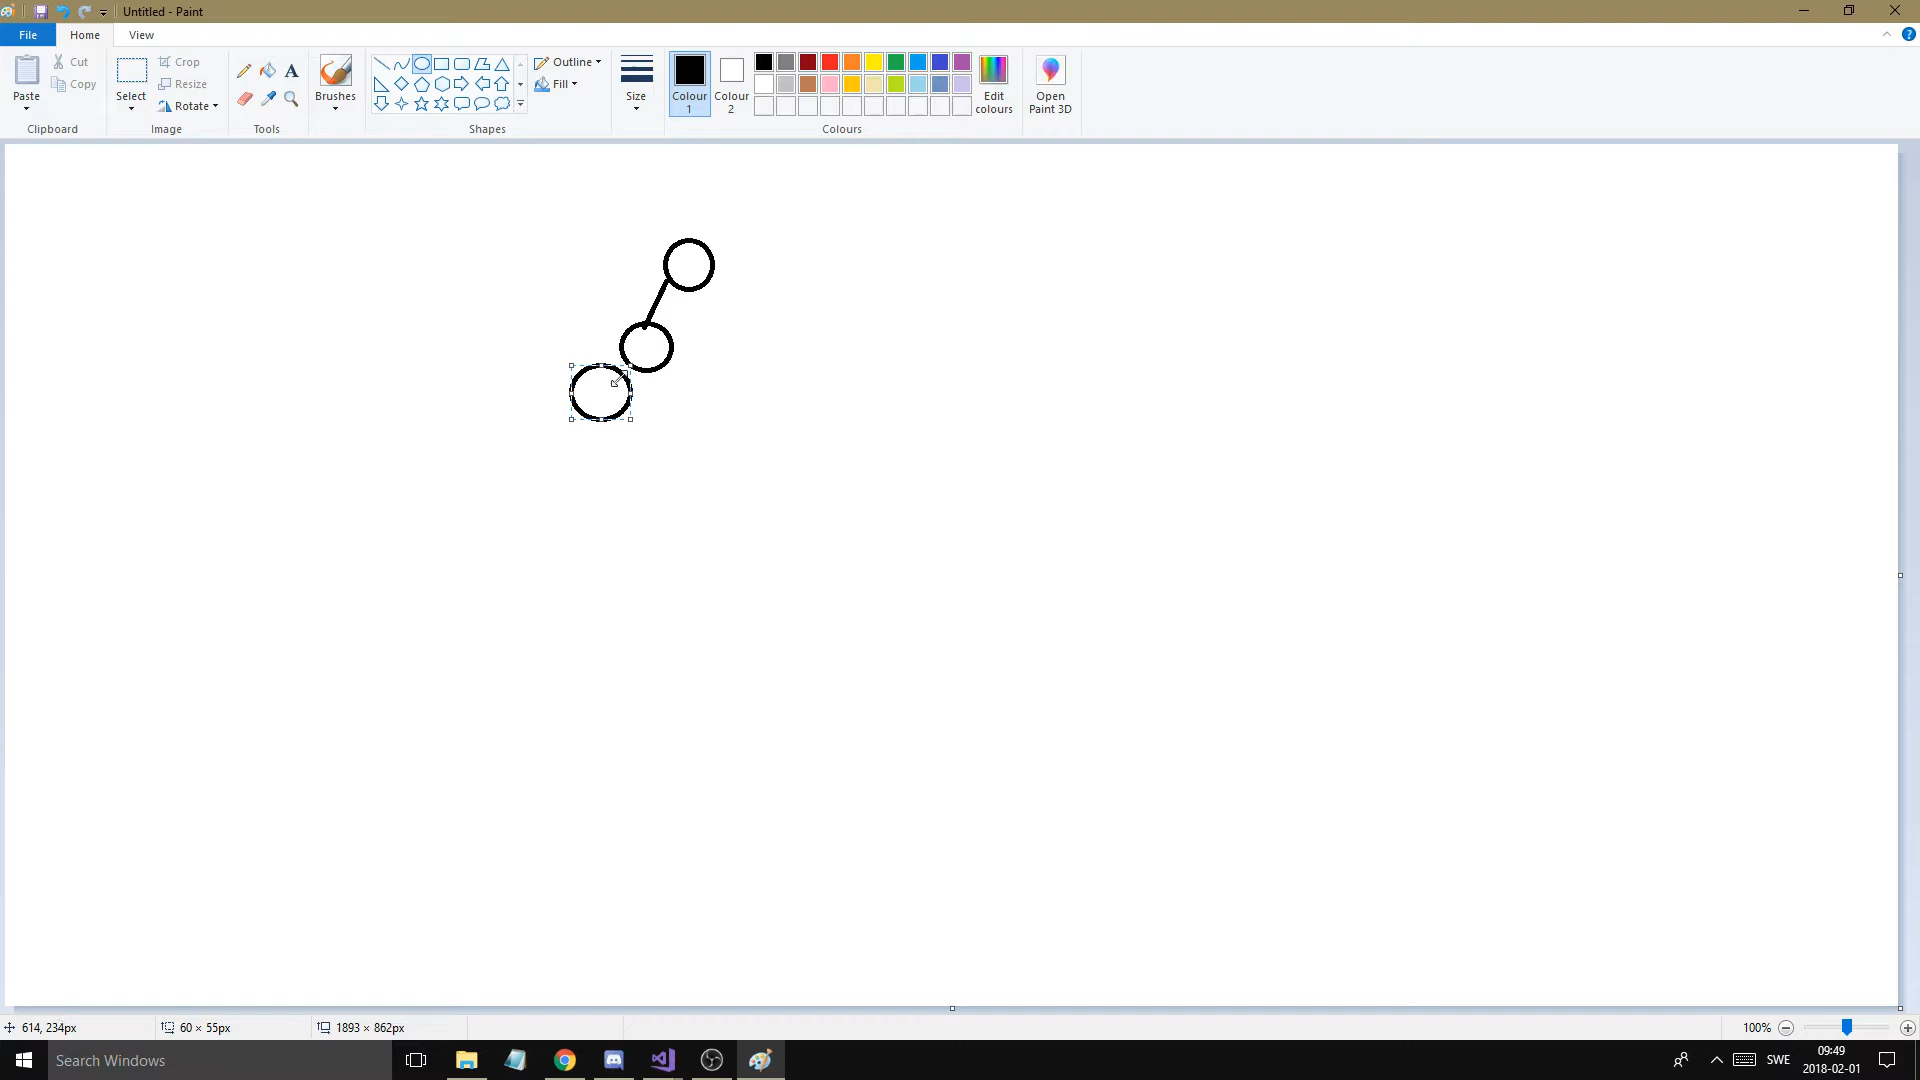 Untitled - Paint
File Home View
Paste
Cut
Copy
Clipboard
Select
Crop
Resize
Rotate
Image
A
Tools
Brushes
Shapes
Outline
Fill
Size
Colour 1
Colour 2
Edit colours
Colours
Open Paint 3D
614, 234px 60 × 55px 1893 × 862px 100%
Search Windows SWE
09:49
2018-02-01